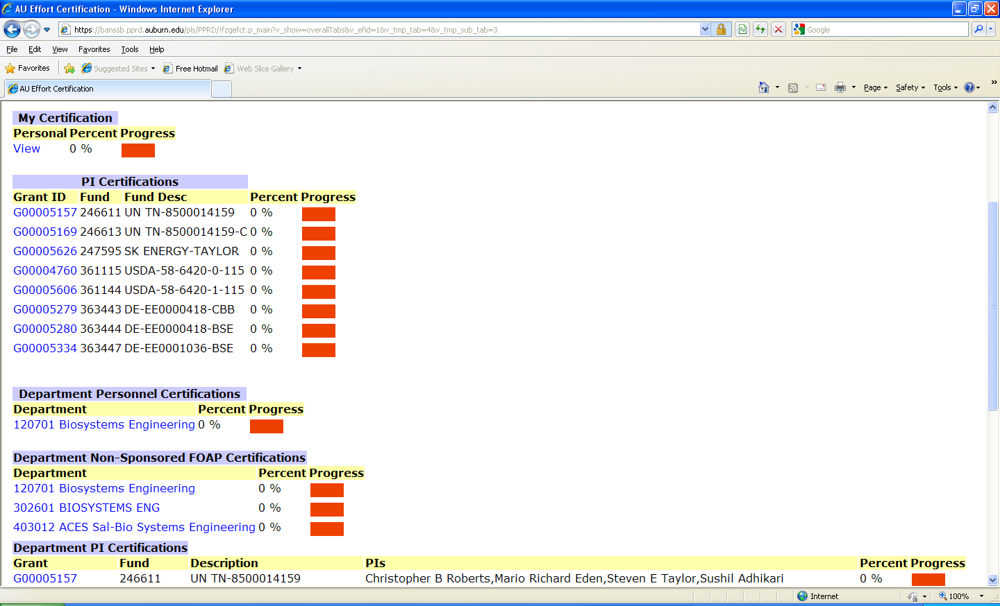 AU Effort Certification - Windows Internet Explorer
https://banssb.pprd.auburn.edu/pls/PPRD/!fzgefct.p_main?v_show=overallTabs&v_efid=1&v_tmp_tab=4&v_tmp_sub_tab=3
Google
File Edit View Favorites Tools Help
Favorites Suggested Sites Free Hotmail Web Slice Gallery
AU Effort Certification
Page Safety Tools
My Certification
Personal Percent Progress
View 0 %
PI Certifications
Grant ID Fund Fund Desc Percent Progress
G00005157 246611 UN TN-8500014159 0 %
G00005169 246613 UN TN-8500014159-C 0 %
G00005626 247595 SK ENERGY-TAYLOR 0 %
G00004760 361115 USDA-58-6420-0-115 0 %
G00005606 361144 USDA-58-6420-1-115 0 %
G00005279 363443 DE-EE0000418-CBB 0 %
G00005280 363444 DE-EE0000418-BSE 0 %
G00005334 363447 DE-EE0001036-BSE 0 %
Department Personnel Certifications
Department Percent Progress
120701 Biosystems Engineering 0 %
Department Non-Sponsored FOAP Certifications
Department Percent Progress
120701 Biosystems Engineering 0 %
302601 BIOSYSTEMS ENG 0 %
403012 ACES Sal-Bio Systems Engineering 0 %
Department PI Certifications
Grant Fund Description PIs Percent Progress
G00005157 246611 UN TN-8500014159 Christopher B Roberts,Mario Richard Eden,Steven E Taylor,Sushil Adhikari 0 %
Internet 100%